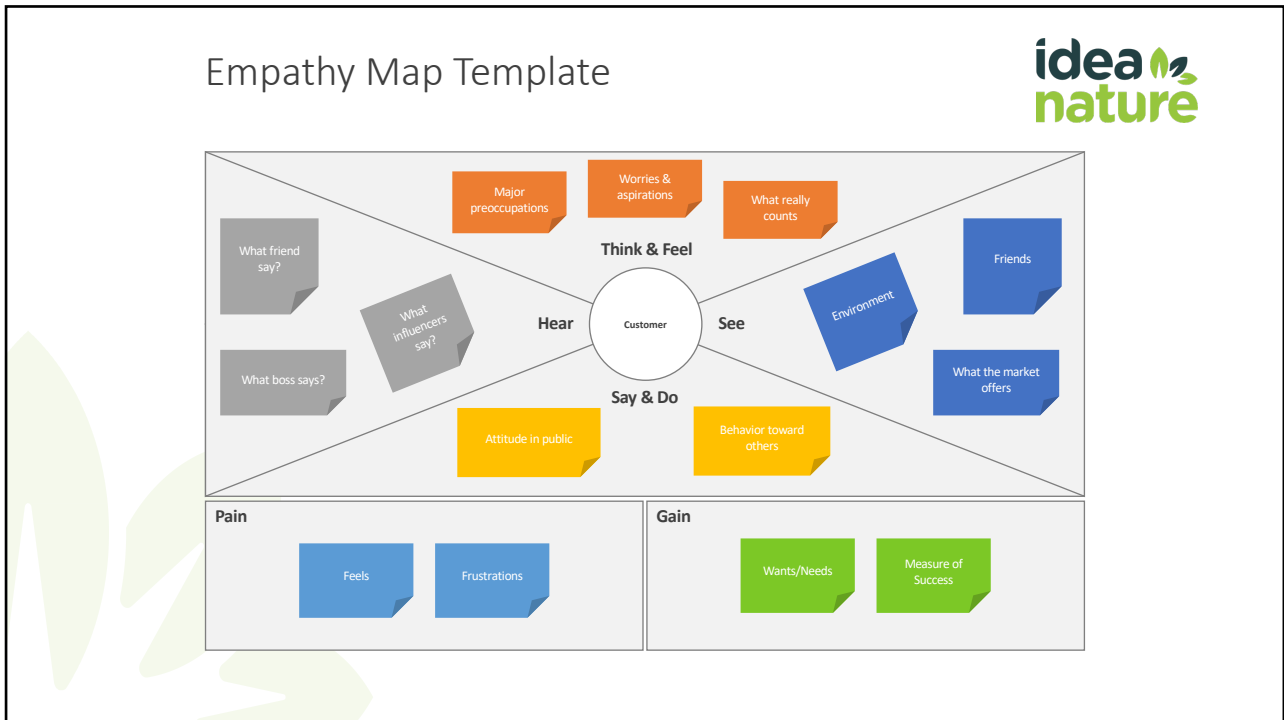 Empathy Map Template
idea
nature
Major
preoccupations
Worries &
aspirations
What really
counts
Think & Feel
What friend
say?
What
influencers
say?
What boss says?
Hear
Customer
See
Environment
Friends
What the market
offers
Say & Do
Attitude in public
Behavior toward
others
Pain
Feels
Frustrations
Gain
Wants/Needs
Measure of
Success